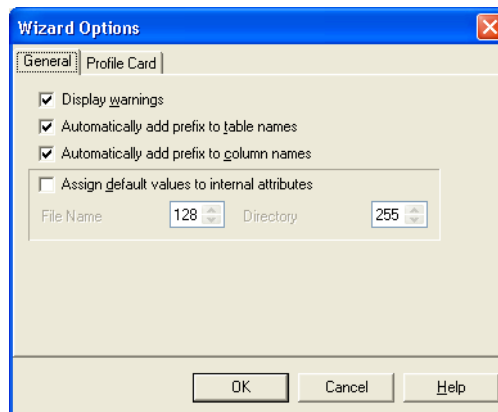 Wizard Options
General Profile Card
Display warnings
Automatically add prefix to table names
Automatically add prefix to column names
Assign default values to internal attributes
File Name 128 Directory 255
OK Cancel Help